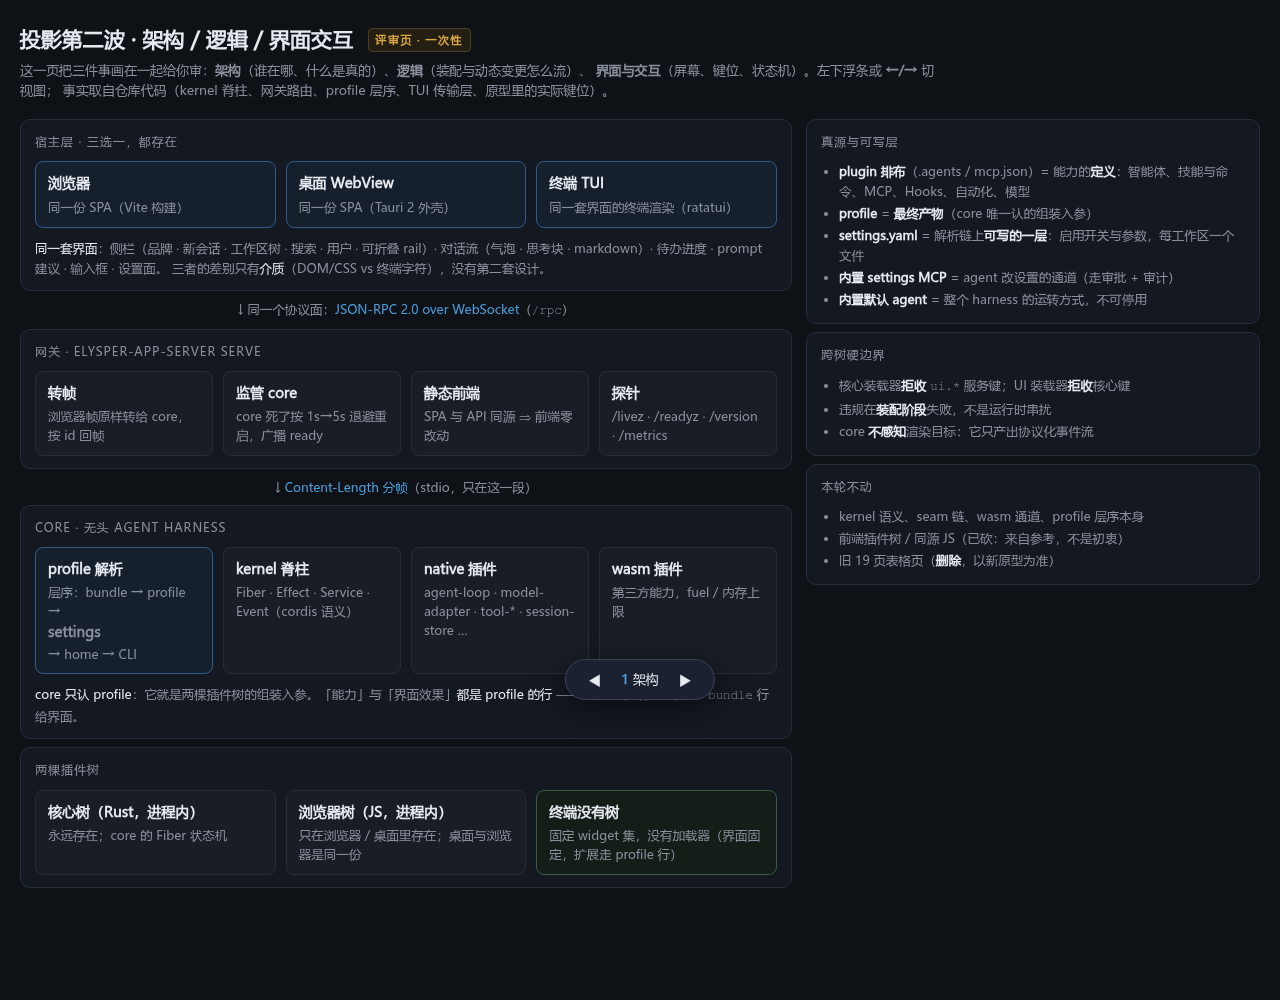 投影第二波 · 架构 / 逻辑 / 界面交互 评审页 · 一次性
这一页把三件事画在一起给你审：架构（谁在哪、什么是真的）、逻辑（装配与动态变更怎么流）、 界面与交互（屏幕、键位、状态机）。左下浮条或 ←/→ 切
视图； 事实取自仓库代码（kernel 脊柱、网关路由、profile 层序、TUI 传输层、原型里的实际键位）。
宿主层 · 三选一，都存在
浏览器
同一份 SPA（Vite 构建）
桌面 WebView
同一份 SPA（Tauri 2 外壳）
终端 TUI
同一套界面的终端渲染（ratatui）
同一套界面：侧栏（品牌 · 新会话 · 工作区树 · 搜索 · 用户 · 可折叠 rail）· 对话流（气泡 · 思考块 · markdown）· 待办进度 · prompt
建议 · 输入框 · 设置面。 三者的差别只有介质（DOM/CSS vs 终端字符），没有第二套设计。
↓ 同一个协议面：JSON-RPC 2.0 over WebSocket（/rpc）
网关 · ELYSPER-APP-SERVER SERVE
转帧
浏览器帧原样转给 core，
按 id 回帧
监管 core
core 死了按 1s→5s 退避重
启，广播 ready
静态前端
SPA 与 API 同源 ⇒ 前端零
改动
探针
/livez · /readyz · /version
· /metrics
↓ Content-Length 分帧（stdio，只在这一段）
CORE · 无头 AGENT HARNESS
profile 解析
层序：bundle → profile
→
settings
→ home → CLI
kernel 脊柱
Fiber · Effect · Service ·
Event（cordis 语义）
native 插件
agent-loop · model-
adapter · tool-* · session-
store …
wasm 插件
第三方能力，fuel / 内存上
限
core 只认 profile：它就是两棵插件树的组装入参。「能力」与「界面效果」都是 profile 的行 —
bundle 行
给界面。
◀ 1 架构 ▶
两棵插件树
核心树（Rust，进程内）
永远存在；core 的 Fiber 状态机
浏览器树（JS，进程内）
只在浏览器 / 桌面里存在；桌面与浏览
器是同一份
终端没有树
固定 widget 集，没有加载器（界面固
定，扩展走 profile 行）
真源与可写层
• plugin 排布（.agents / mcp.json）= 能力的定义：智能体、技能与命
令、MCP、Hooks、自动化、模型
• profile = 最终产物（core 唯一认的组装入参）
• settings.yaml = 解析链上可写的一层：启用开关与参数，每工作区一个
文件
• 内置 settings MCP = agent 改设置的通道（走审批 + 审计）
• 内置默认 agent = 整个 harness 的运转方式，不可停用
跨树硬边界
• 核心装载器拒收 ui.* 服务键；UI 装载器拒收核心键
• 违规在装配阶段失败，不是运行时串扰
• core 不感知渲染目标：它只产出协议化事件流
本轮不动
• kernel 语义、seam 链、wasm 通道、profile 层序本身
• 前端插件树 / 同源 JS（已砍：来自参考，不是初衷）
• 旧 19 页表格页（删除，以新原型为准）